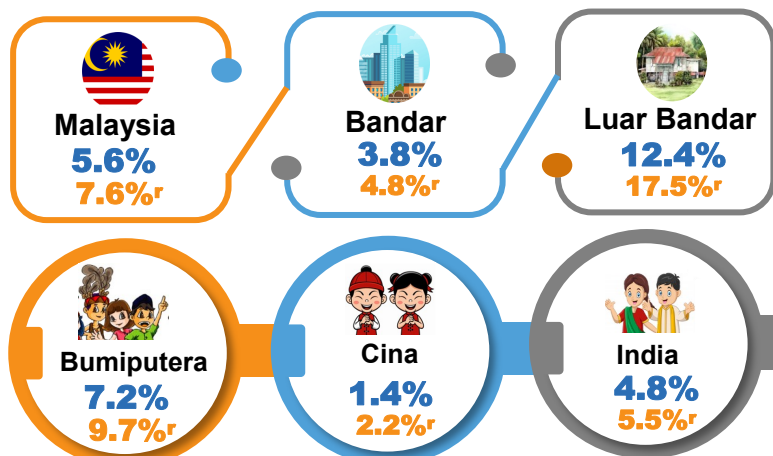 Malaysia
5.6%
7.6%ʳ
Bandar
3.8%
4.8%ʳ
Luar Bandar
12.4%
17.5%ʳ
Bumiputera
7.2%
9.7%ʳ
Cina
1.4%
2.2%ʳ
India
4.8%
5.5%ʳ